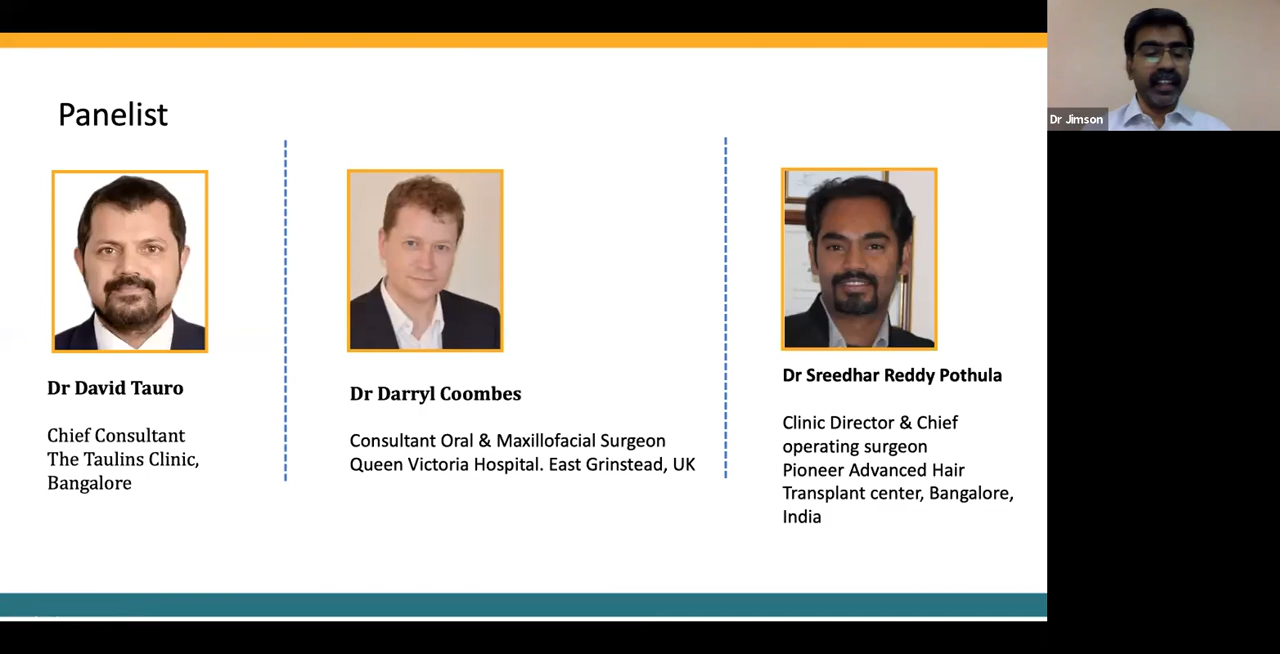 Panelist
Dr David Tauro
Chief Consultant
The Taulins Clinic,
Bangalore
Dr Darryl Coombes
Consultant Oral & Maxillofacial Surgeon
Queen Victoria Hospital. East Grinstead, UK
Dr Sreedhar Reddy Pothula
Clinic Director & Chief
operating surgeon
Pioneer Advanced Hair
Transplant center, Bangalore,
India
Dr Jimson